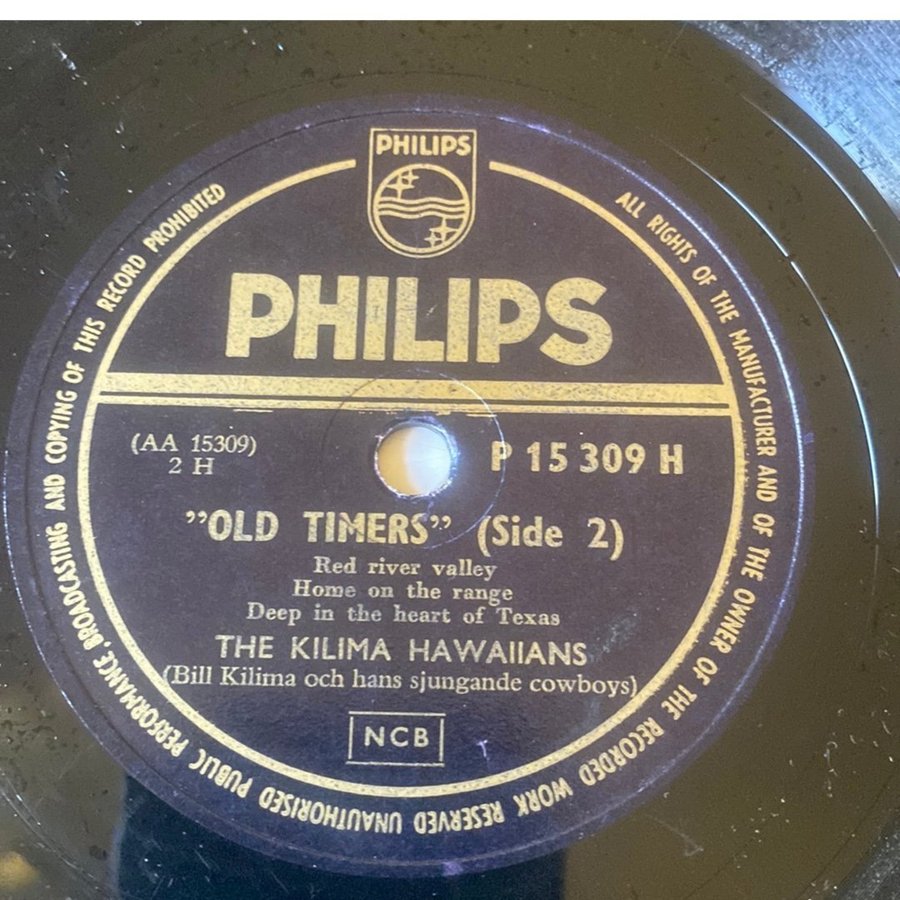 PHILIPS
PHILIPS
(AA 15309)
2 H
P 15 309 H
”OLD TIMERS” (Side 2)
Red river valley
Home on the range
Deep in the heart of Texas
THE KILIMA HAWAIIANS
(Bill Kilima och hans sjungande cowboys)
NCB
ALL RIGHTS OF THE MANUFACTURER AND OF THE OWNER OF THE RECORDED WORK RESERVED UNAUTHORISED PUBLIC PERFORMANCE, BROADCASTING AND COPYING OF THIS RECORD PROHIBITED